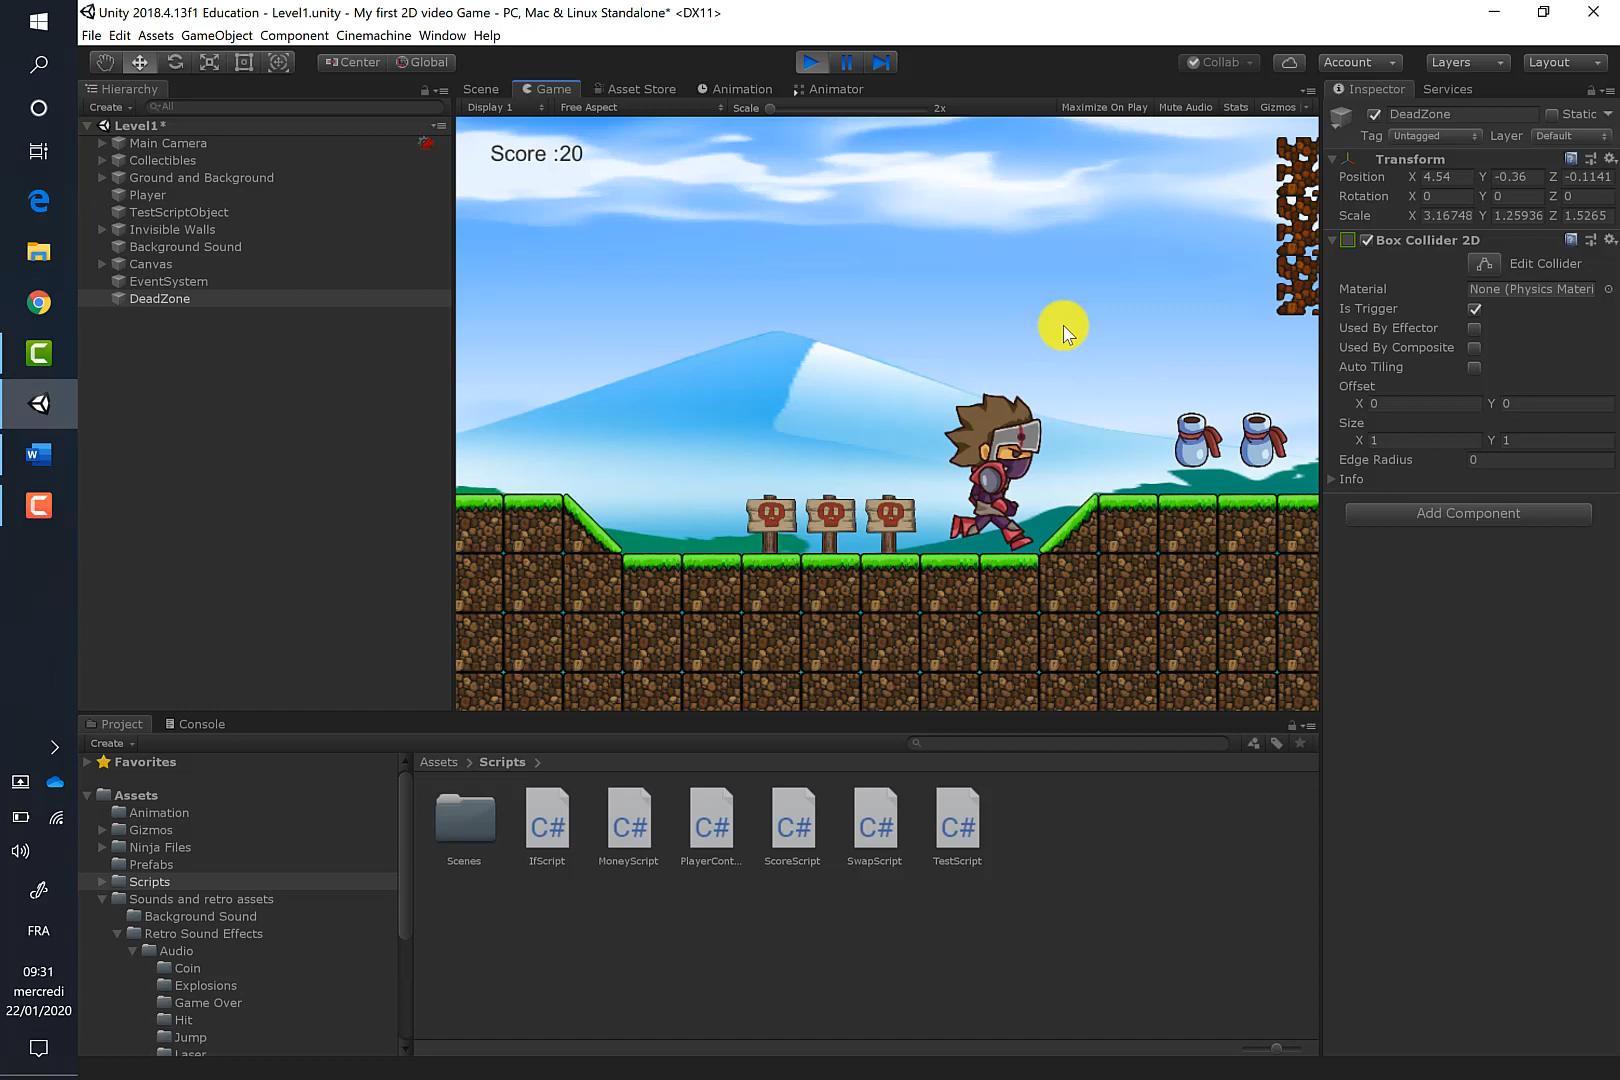 Unity 2018.4.13f1 Education - Level1.unity - My first 2D video Game - PC, Mac & Linux Standalone* <DX11>
File Edit Assets GameObject Component Cinemachine Window Help
Center Global Collab Account Layers Layout
Hierarchy
Create All
Level1*
Main Camera
Collectibles
Ground and Background
Player
TestScriptObject
Invisible Walls
Background Sound
Canvas
EventSystem
DeadZone
Scene Game Asset Store Animation Animator
Display 1 Free Aspect Scale 2x Maximize On Play Mute Audio Stats Gizmos
Score :20
Inspector Services
DeadZone Static
Tag Untagged Layer Default
Transform
Position X 4.54 Y -0.36 Z -0.1141
Rotation X 0 Y 0 Z 0
Scale X 3.16748 Y 1.25936 Z 1.5265
Box Collider 2D
Edit Collider
Material None (Physics Materi
Is Trigger
Used By Effector
Used By Composite
Auto Tiling
Offset
X 0 Y 0
Size
X 1 Y 1
Edge Radius 0
Info
Add Component
Project Console
Create
Favorites
Assets
Animation
Gizmos
Ninja Files
Prefabs
Scripts
Sounds and retro assets
Background Sound
Retro Sound Effects
Audio
Coin
Explosions
Game Over
Hit
Jump
Laser
Assets > Scripts >
C# C# C# C# C# C#
Scenes IfScript MoneyScript PlayerCont... ScoreScript SwapScript TestScript
FRA
09:31
mercredi
22/01/2020